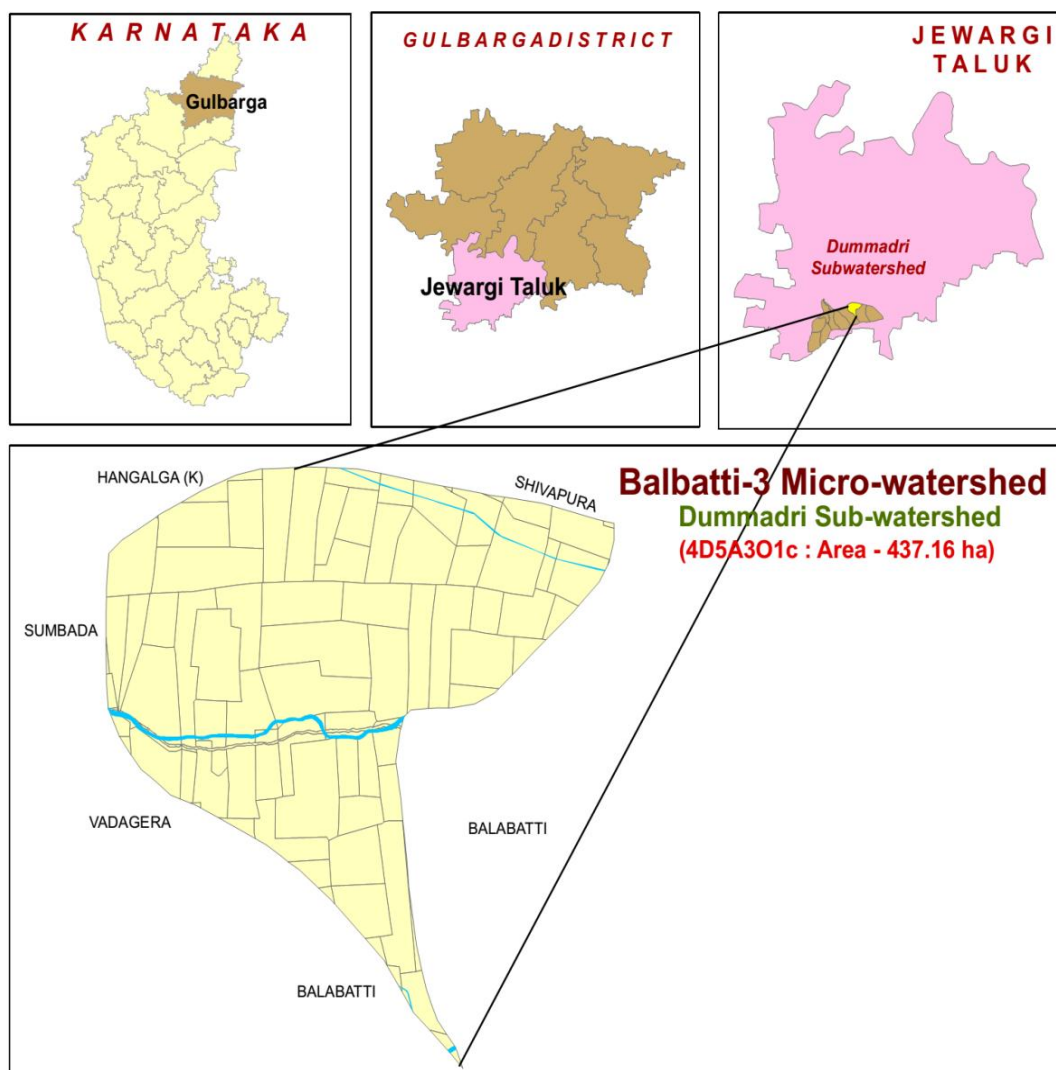 KARNATAKA
Gulbarga
GULBARGADISTRICT
Jewargi Taluk
JEWARGI
TALUK
Dummadri
Subwatershed
Balbatti-3 Micro-watershed
Dummadri Sub-watershed
(4D5A3O1c : Area - 437.16 ha)
HANGALGA (K)
SHIVAPURA
SUMBADA
VADAGERA
BALABATTI
BALABATTI